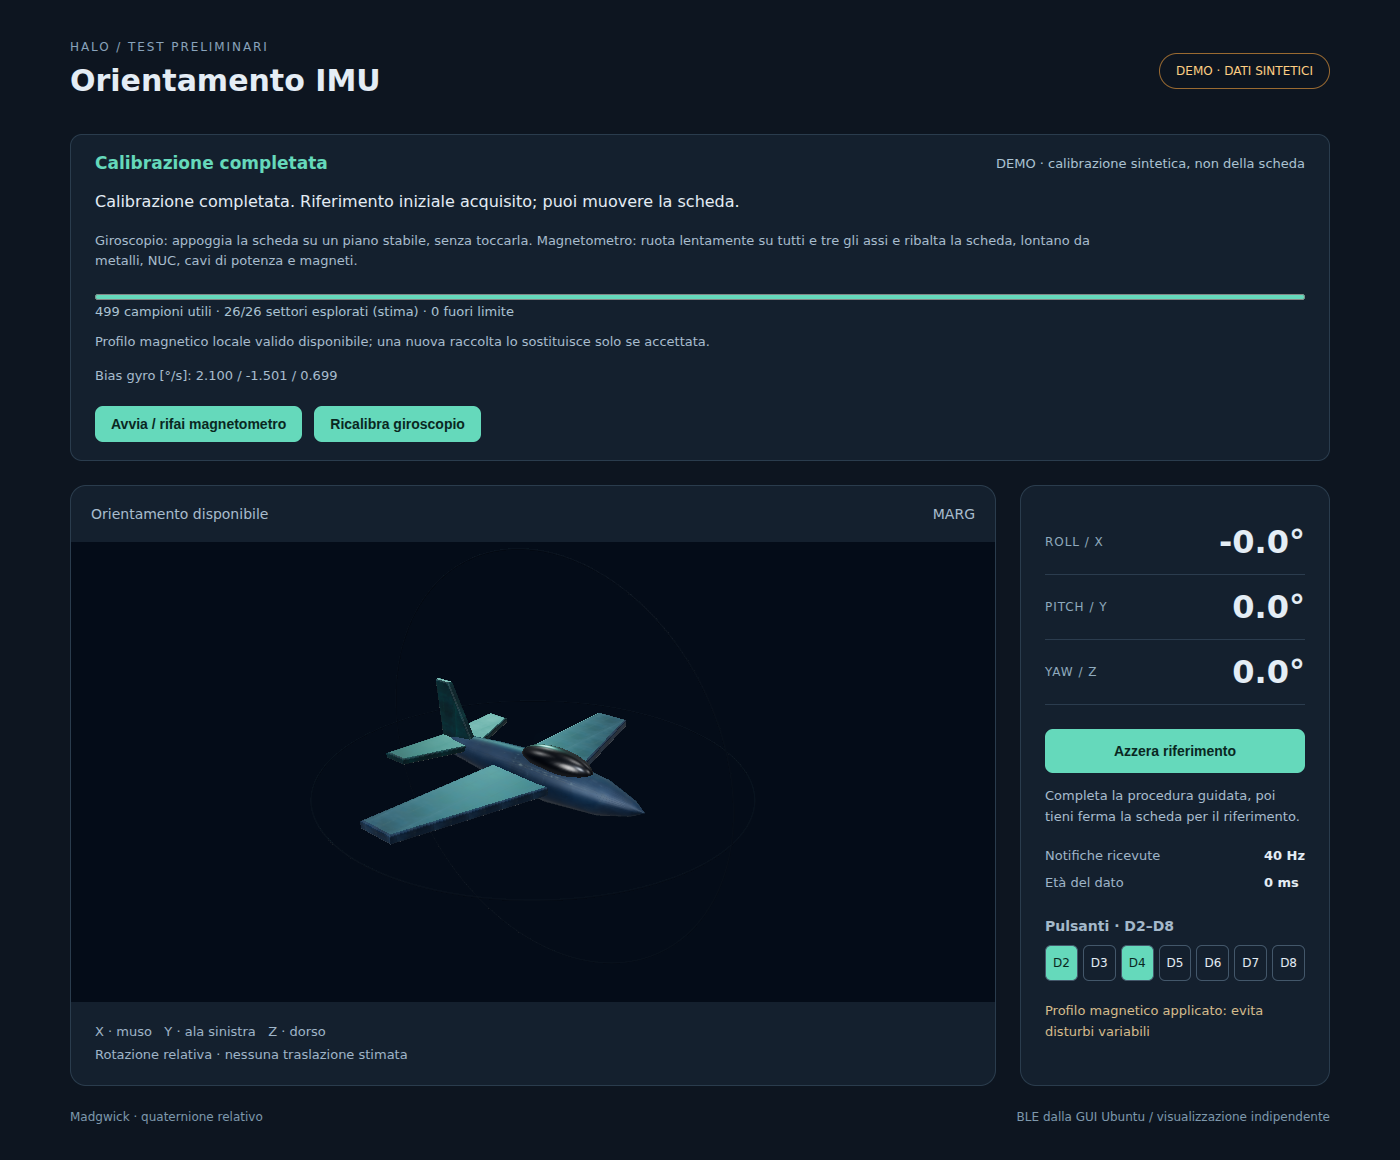 HALO / TEST PRELIMINARI
Orientamento IMU
DEMO · DATI SINTETICI
Calibrazione completata
DEMO · calibrazione sintetica, non della scheda
Calibrazione completata. Riferimento iniziale acquisito; puoi muovere la scheda.
Giroscopio: appoggia la scheda su un piano stabile, senza toccarla. Magnetometro: ruota lentamente su tutti e tre gli assi e ribalta la scheda, lontano da
metalli, NUC, cavi di potenza e magneti.
499 campioni utili · 26/26 settori esplorati (stima) · 0 fuori limite
Profilo magnetico locale valido disponibile; una nuova raccolta lo sostituisce solo se accettata.
Bias gyro [°/s]: 2.100 / -1.501 / 0.699
Avvia / rifai magnetometro
Ricalibra giroscopio
Orientamento disponibile
MARG
X · muso Y · ala sinistra Z · dorso
Rotazione relativa · nessuna traslazione stimata
ROLL / X
-0.0°
PITCH / Y
0.0°
YAW / Z
0.0°
Azzera riferimento
Completa la procedura guidata, poi
tieni ferma la scheda per il riferimento.
Notifiche ricevute
40 Hz
Età del dato
0 ms
Pulsanti · D2–D8
D2 D3 D4 D5 D6 D7 D8
Profilo magnetico applicato: evita
disturbi variabili
Madgwick · quaternione relativo
BLE dalla GUI Ubuntu / visualizzazione indipendente